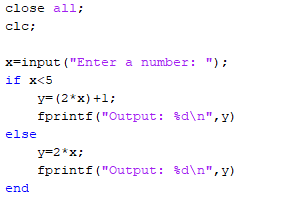 close all;
clc;
x=input("Enter a number: ");
if x<5
y=(2*x)+1;
fprintf("Output: %d\n",y)
else
y=2*x;
fprintf("Output: %d\n",y)
end